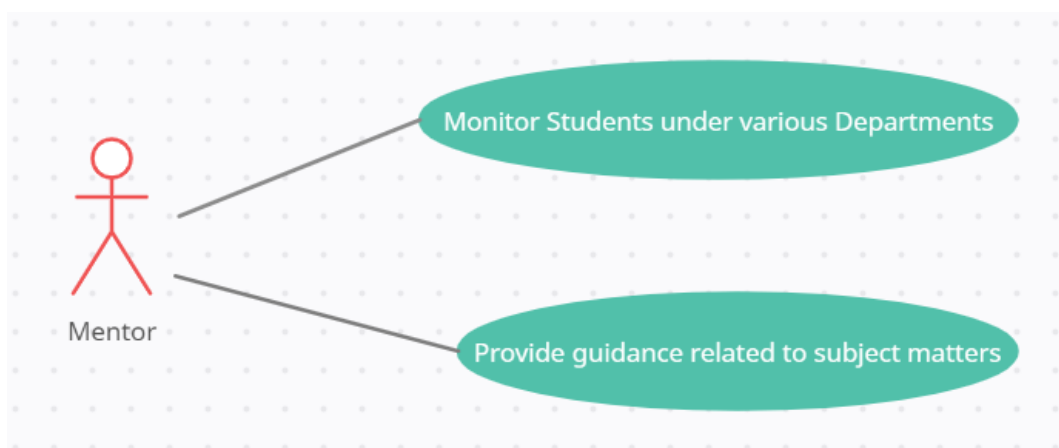 Monitor Students under various Departments
Mentor
Provide guidance related to subject matters